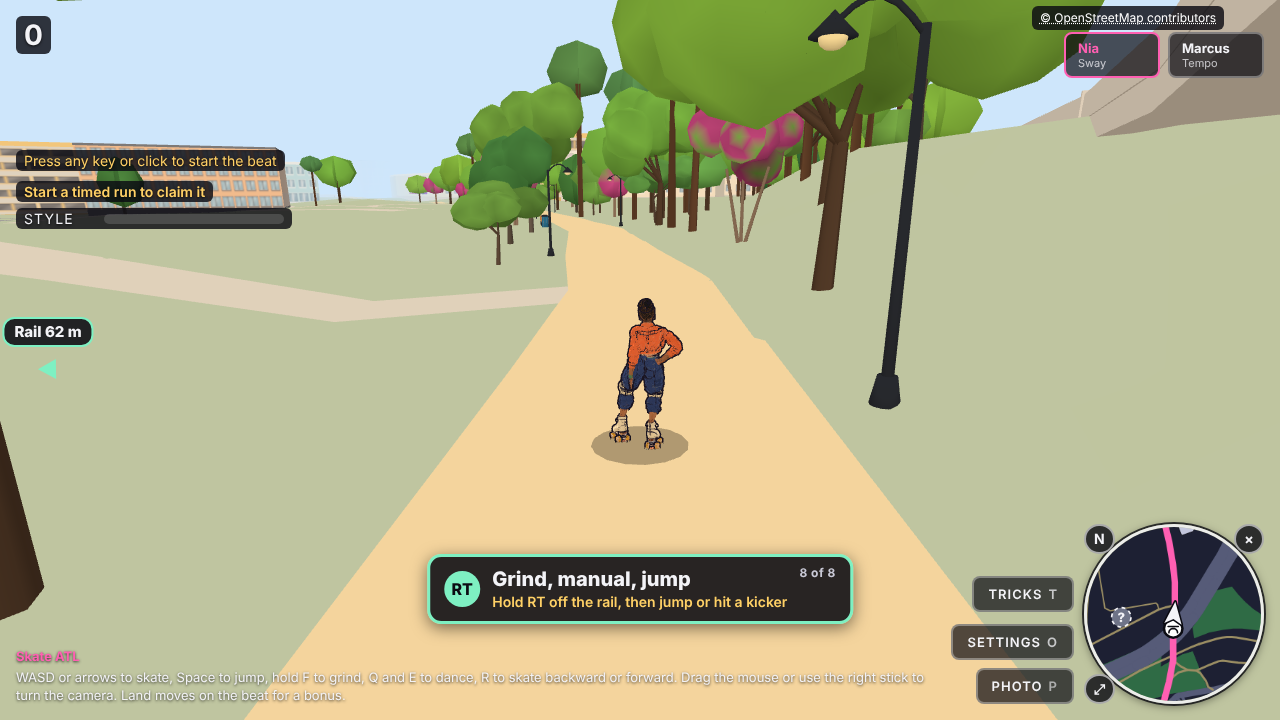 0
© OpenStreetMap contributors
Nia
Sway
Marcus
Tempo
Press any key or click to start the beat
Start a timed run to claim it
STYLE
Rail 62 m
RT
Grind, manual, jump
8 of 8
Hold RT off the rail, then jump or hit a kicker
N
×
?
TRICKS T
SETTINGS O
PHOTO P
Skate ATL
WASD or arrows to skate, Space to jump, hold F to grind, Q and E to dance, R to skate backward or forward. Drag the mouse or use the right stick to
turn the camera. Land moves on the beat for a bonus.